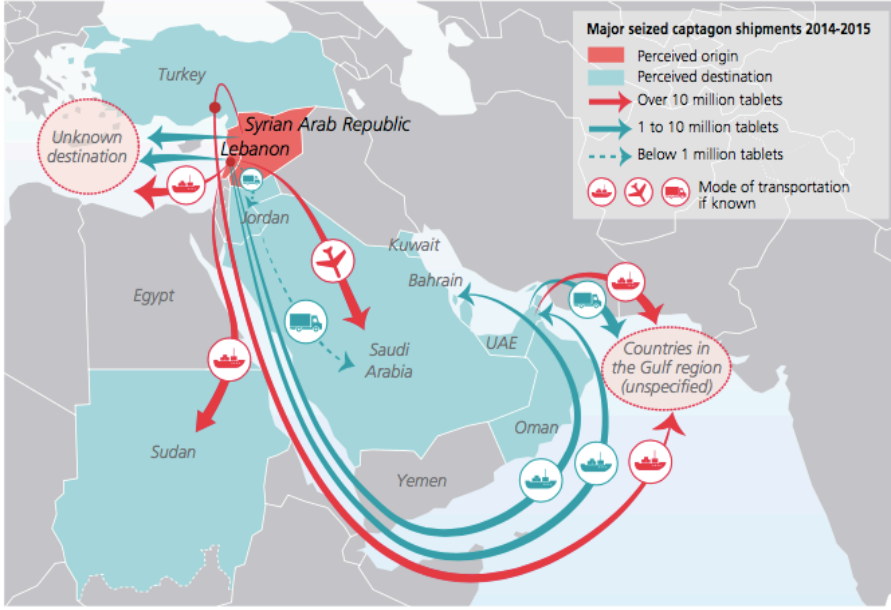 Major seized captagon shipments 2014-2015
Perceived origin
Perceived destination
Over 10 million tablets
1 to 10 million tablets
Below 1 million tablets
Mode of transportation
if known
Turkey
Unknown
destination
Syrian Arab Republic
Lebanon
Jordan
Kuwait
Egypt
Bahrain
Saudi
Arabia
UAE
Countries in
the Gulf region
(unspecified)
Oman
Sudan
Yemen